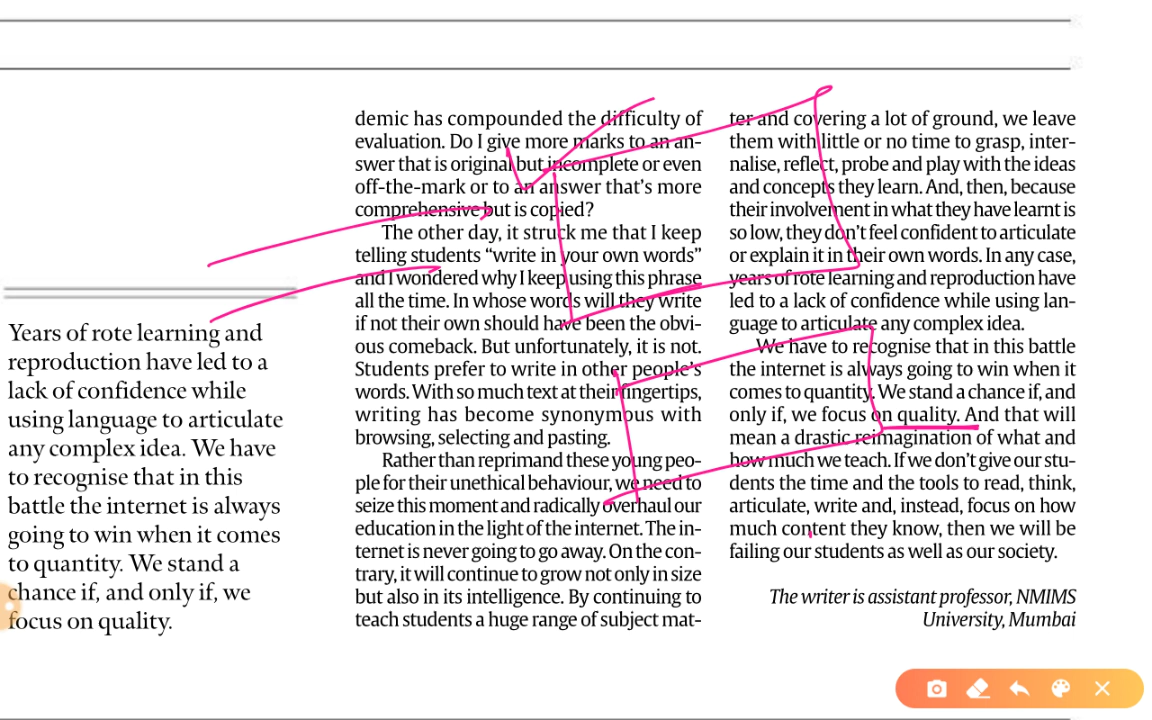 Years of rote learning and
reproduction have led to a
lack of confidence while
using language to articulate
any complex idea. We have
to recognise that in this
battle the internet is always
going to win when it comes
to quantity. We stand a
chance if, and only if, we
focus on quality.
demic has compounded the difficulty of
evaluation. Do I give more marks to an an-
swer that is original but incomplete or even
off-the-mark or to an answer that's more
comprehensive but is copied?
The other day, it struck me that I keep
telling students “write in your own words”
and I wondered why I keep using this phrase
all the time. In whose words will they write
if not their own should have been the obvi-
ous comeback. But unfortunately, it is not.
Students prefer to write in other people's
words. With so much text at their fingertips,
writing has become synonymous with
browsing, selecting and pasting.
Rather than reprimand these young peo-
ple for their unethical behaviour, we need to
seize this moment and radically overhaul our
education in the light of the internet. The in-
ternet is never going to go away. On the con-
trary, it will continue to grow not only in size
but also in its intelligence. By continuing to
teach students a huge range of subject mat-
ter and covering a lot of ground, we leave
them with little or no time to grasp, inter-
nalise, reflect, probe and play with the ideas
and concepts they learn. And, then, because
their involvement in what they have learnt is
so low, they don't feel confident to articulate
or explain it in their own words. In any case,
years of rote learning and reproduction have
led to a lack of confidence while using lan-
guage to articulate any complex idea.
We have to recognise that in this battle
the internet is always going to win when it
comes to quantity. We stand a chance if, and
only if, we focus on quality. And that will
mean a drastic reimagination of what and
how much we teach. If we don't give our stu-
dents the time and the tools to read, think,
articulate, write and, instead, focus on how
much content they know, then we will be
failing our students as well as our society.
The writer is assistant professor, NMIMS
University, Mumbai